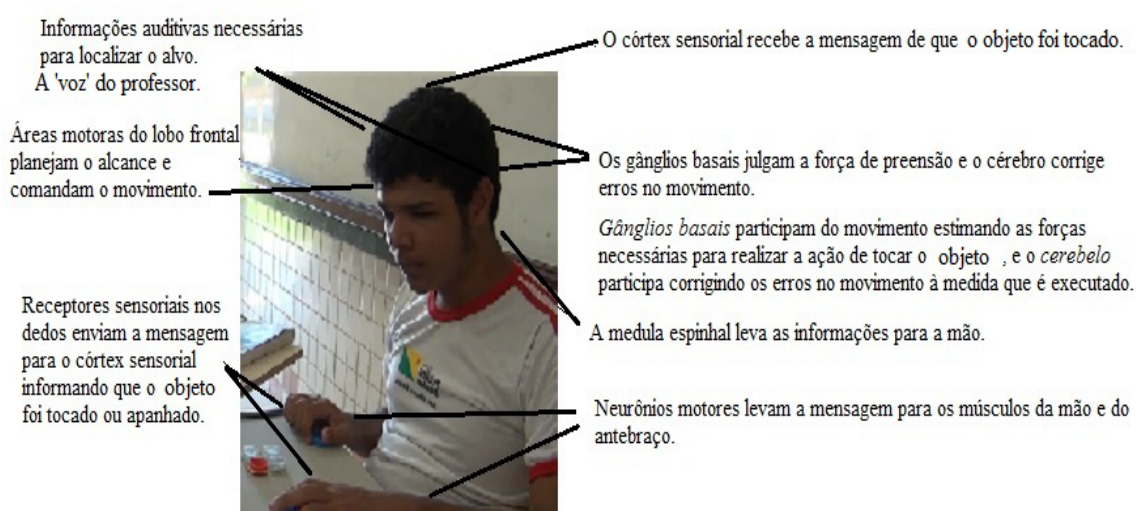 Informações auditivas necessárias
para localizar o alvo.
A 'voz' do professor.
Áreas motoras do lobo frontal
planejam o alcance e
comandam o movimento.
Receptores sensoriais nos
dedos enviam a mensagem
para o córtex sensorial
informando que o objeto
foi tocado ou apanhado.
O córtex sensorial recebe a mensagem de que o objeto foi tocado.
Os gânglios basais julgam a força de preensão e o cérebro corrige
erros no movimento.
Gânglios basais participam do movimento estimando as forças
necessárias para realizar a ação de tocar o objeto , e o cerebelo
participa corrigindo os erros no movimento à medida que é executado.
A medula espinhal leva as informações para a mão.
Neurônios motores levam a mensagem para os músculos da mão e do
antebraço.